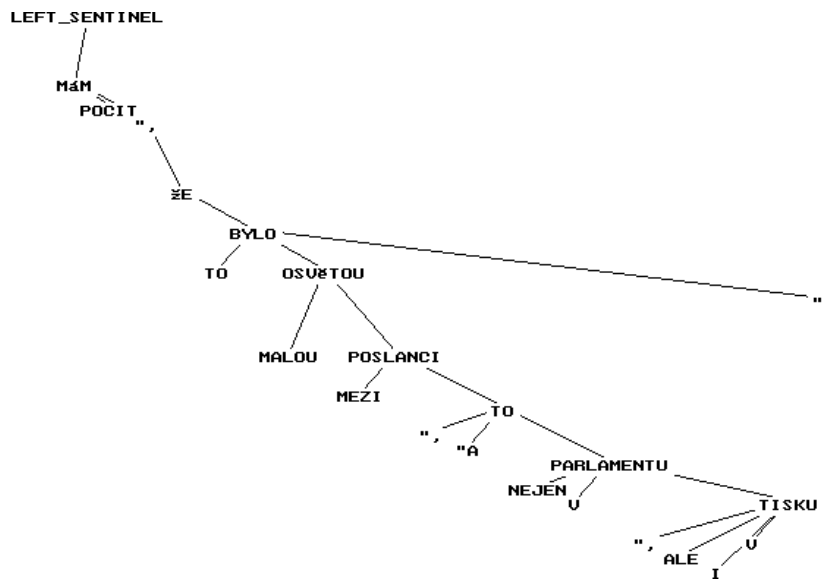 LEFT_SENTINEL
MáM
POCIT
",
žE
BYLO
TO OSVěTOU
"
MALOU POSLANCI
MEZI
TO
", "A
PARLAMENTU
NEJEN
V
TISKU
", ALE I V